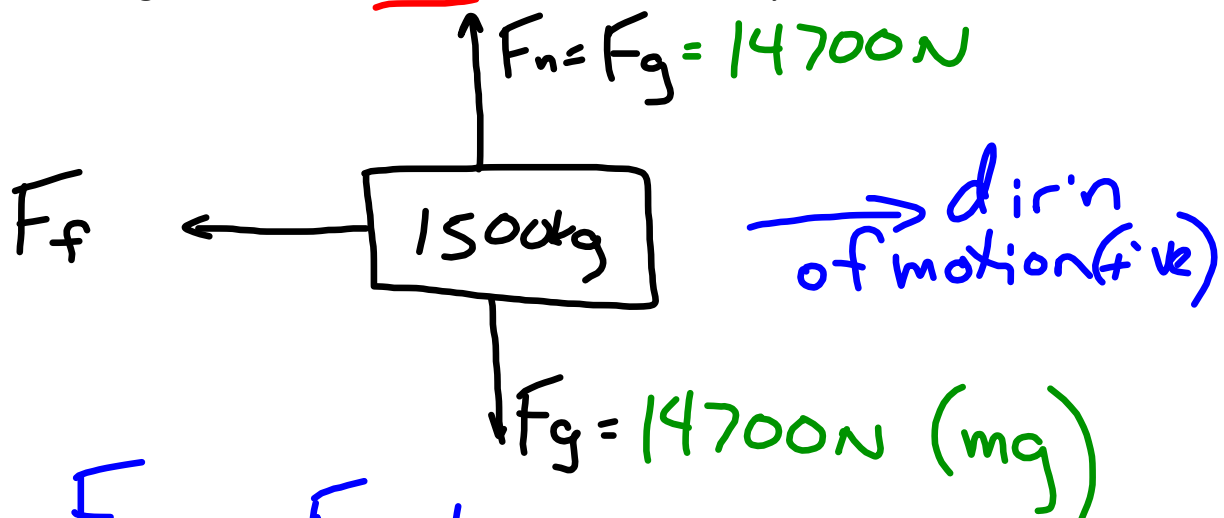 Fn = Fg = 14700N
Ff
1500kg
dir'n
of motion (+'ve)
Fg = 14700N (mg)